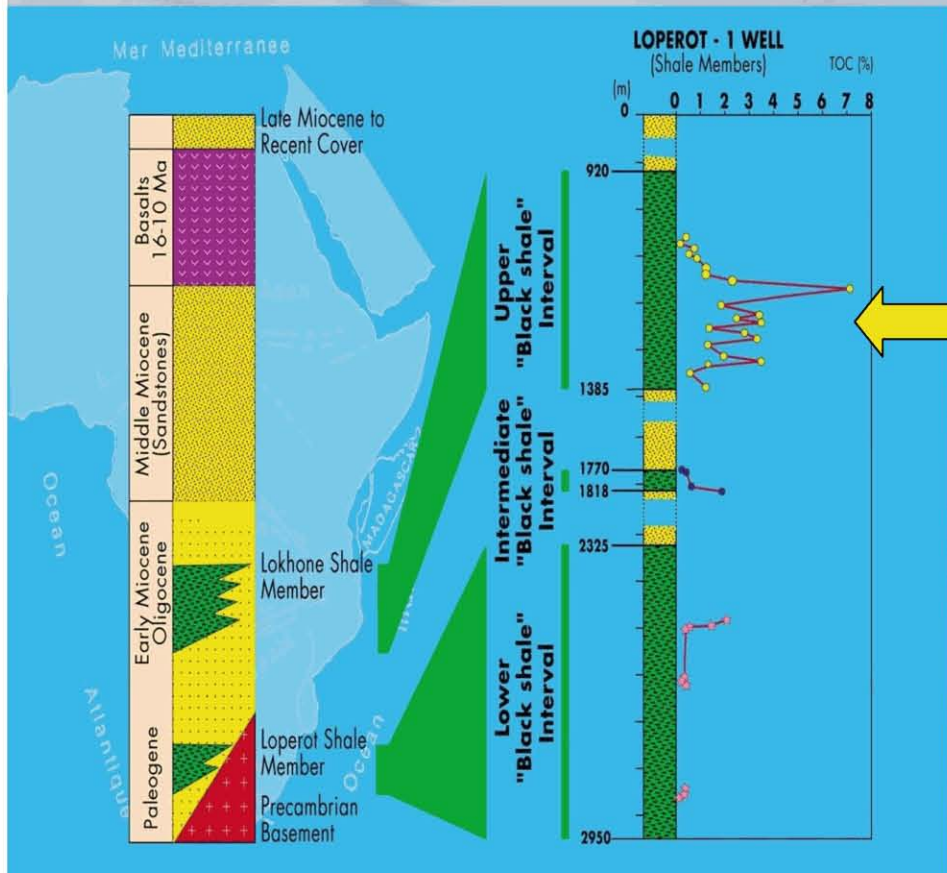 Mer Mediterranee
LOPEROT - 1 WELL
(Shale Members)
TOC (%)
(m)
0
0 1 2 3 4 5 6 7 8
920
1385
1770
1818
2325
2950
Late Miocene to
Recent Cover
Basalts
16-10 Ma
Middle Miocene
(Sandstones)
Early Miocene
Oligocene
Paleogene
Lokhone Shale
Member
Loperot Shale
Member
Precambrian
Basement
Upper
"Black shale"
Interval
Intermediate
"Black shale"
Interval
Lower
"Black shale"
Interval
MADAGASCAR
Ocean
Atlantique
Ocean